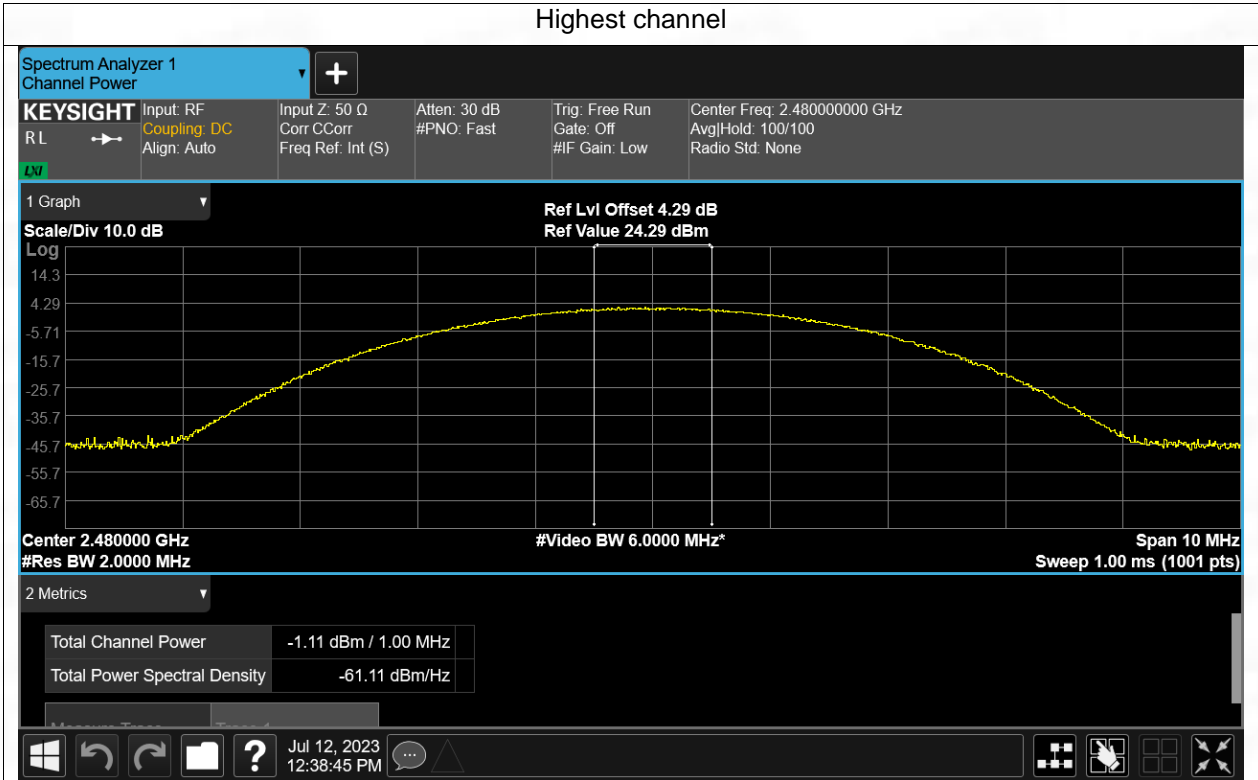 Highest channel
Spectrum Analyzer 1
Channel Power
KEYSIGHT
R L
LXI
Input: RF
Coupling: DC
Align: Auto
Input Z: 50 Ω
Corr CCorr
Freq Ref: Int (S)
Atten: 30 dB
#PNO: Fast
Trig: Free Run
Gate: Off
#IF Gain: Low
Center Freq: 2.480000000 GHz
Avg|Hold: 100/100
Radio Std: None
1 Graph
Scale/Div 10.0 dB
Ref Lvl Offset 4.29 dB
Ref Value 24.29 dBm
Log
14.3
4.29
-5.71
-15.7
-25.7
-35.7
-45.7
-55.7
-65.7
Center 2.480000 GHz
#Res BW 2.0000 MHz
#Video BW 6.0000 MHz*
Span 10 MHz
Sweep 1.00 ms (1001 pts)
2 Metrics
Total Channel Power -1.11 dBm / 1.00 MHz
Total Power Spectral Density -61.11 dBm/Hz
Measure Trace Trace 1
?
Jul 12, 2023
12:38:45 PM